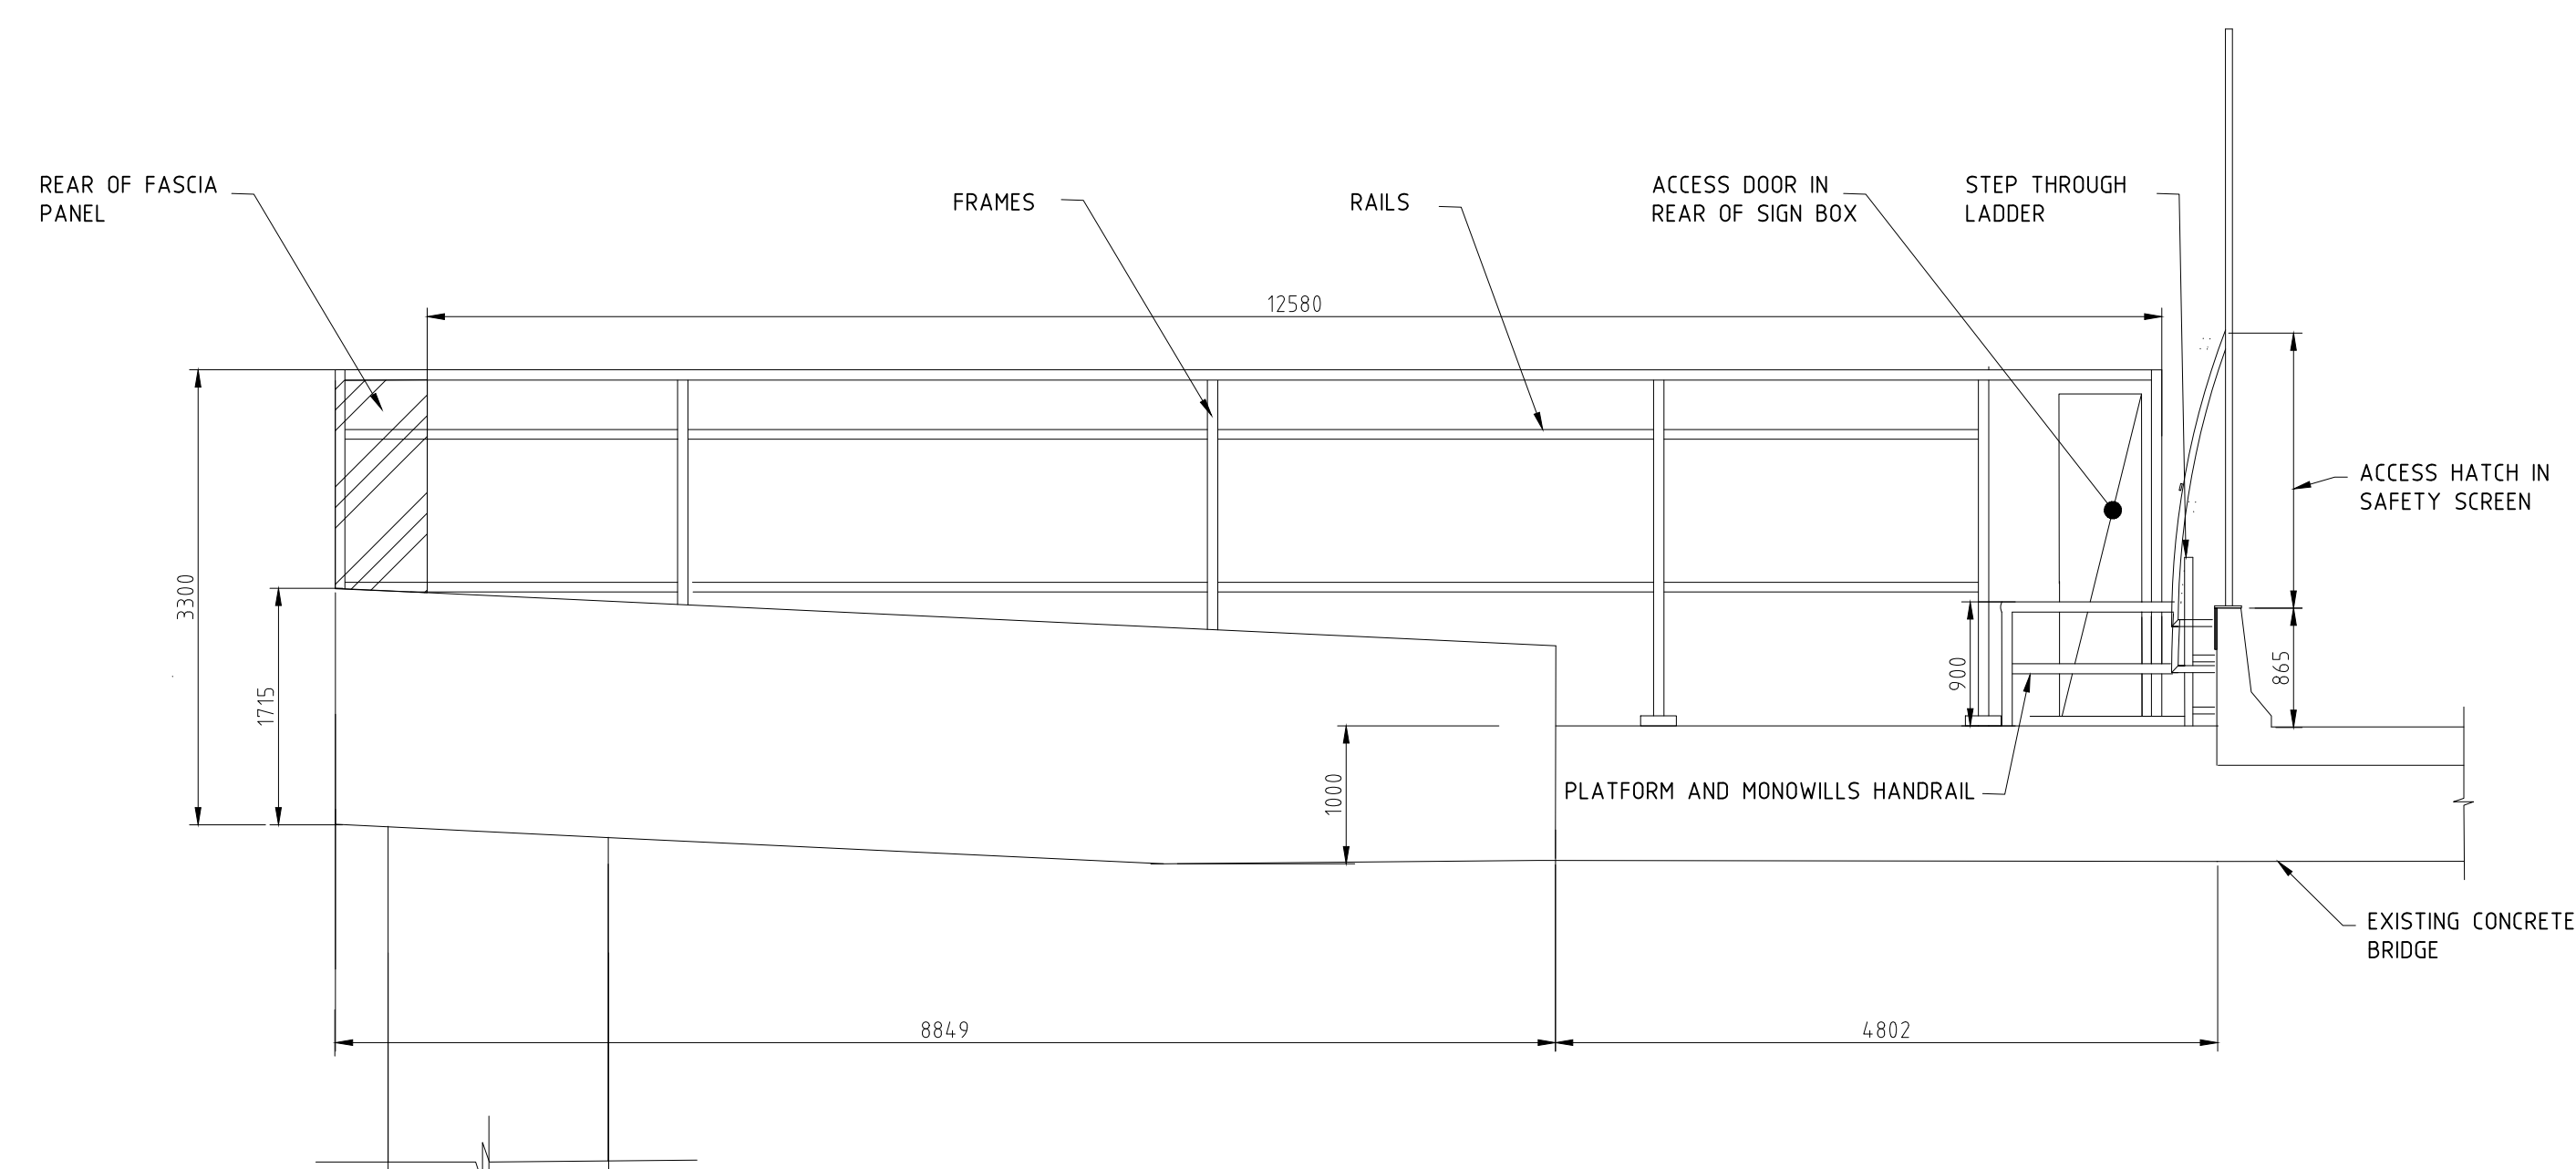 REAR OF FASCIA
PANEL
FRAMES
RAILS
ACCESS DOOR IN
REAR OF SIGN BOX
STEP THROUGH
LADDER
12580
ACCESS HATCH IN
SAFETY SCREEN
3300
1715
900
865
1000
PLATFORM AND MONOWILLS HANDRAIL
EXISTING CONCRETE
BRIDGE
8849
4802